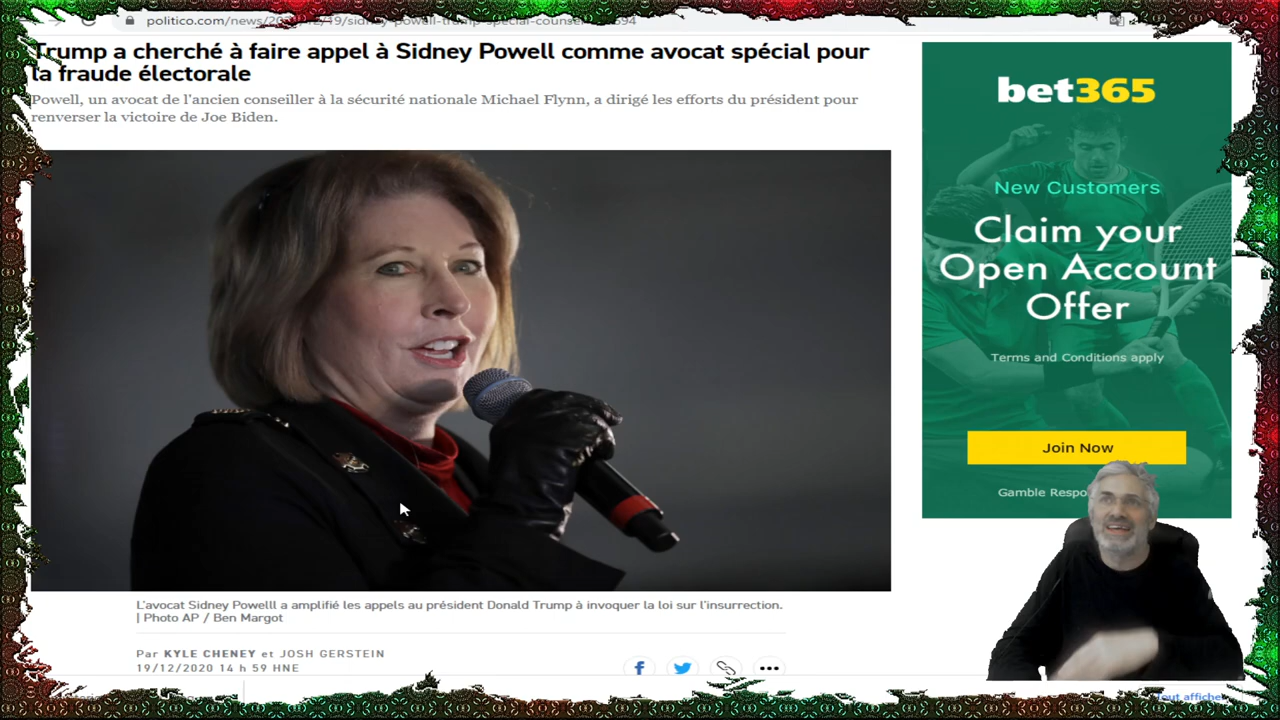 politico.com/news/
Trump a cherché à faire appel à Sidney Powell comme avocat spécial pour
la fraude électorale
Powell, un avocat de l'ancien conseiller à la sécurité nationale Michael Flynn, a dirigé les efforts du président pour
renverser la victoire de Joe Biden.
bet365
New Customers
Claim your
Open Account
Offer
Terms and Conditions apply
Join Now
Gamble
L'avocat Sidney Powelll a amplifié les appels au président Donald Trump à invoquer la loi sur l'insurrection.
| Photo AP / Ben Margot
Par KYLE CHENEY et JOSH GERSTEIN
19/12/2020 14 h 59 HNE